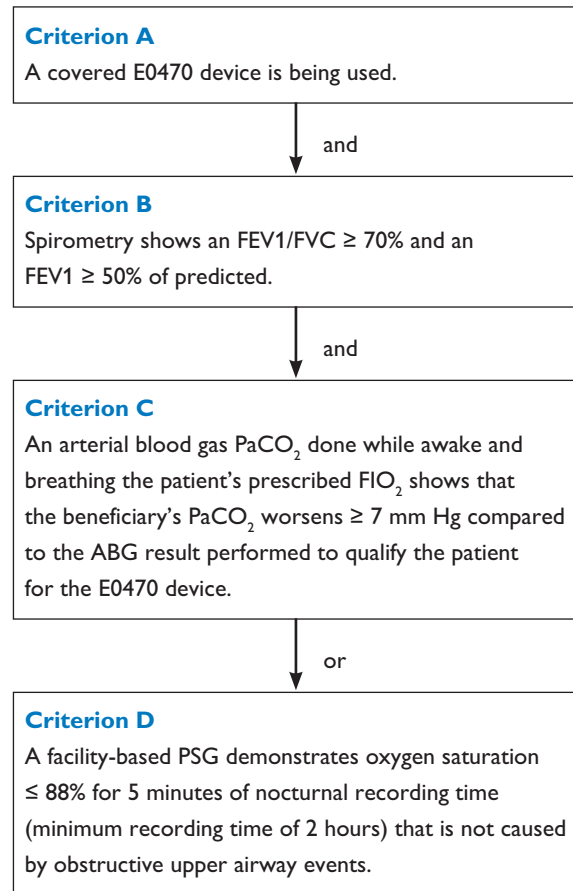 Criterion A
A covered E0470 device is being used.
and
Criterion B
Spirometry shows an FEV1/FVC ≥ 70% and an
FEV1 ≥ 50% of predicted.
and
Criterion C
An arterial blood gas PaCO₂ done while awake and
breathing the patient’s prescribed FIO₂ shows that
the beneficiary’s PaCO₂ worsens ≥ 7 mm Hg compared
to the ABG result performed to qualify the patient
for the E0470 device.
or
Criterion D
A facility-based PSG demonstrates oxygen saturation
≤ 88% for 5 minutes of nocturnal recording time
(minimum recording time of 2 hours) that is not caused
by obstructive upper airway events.